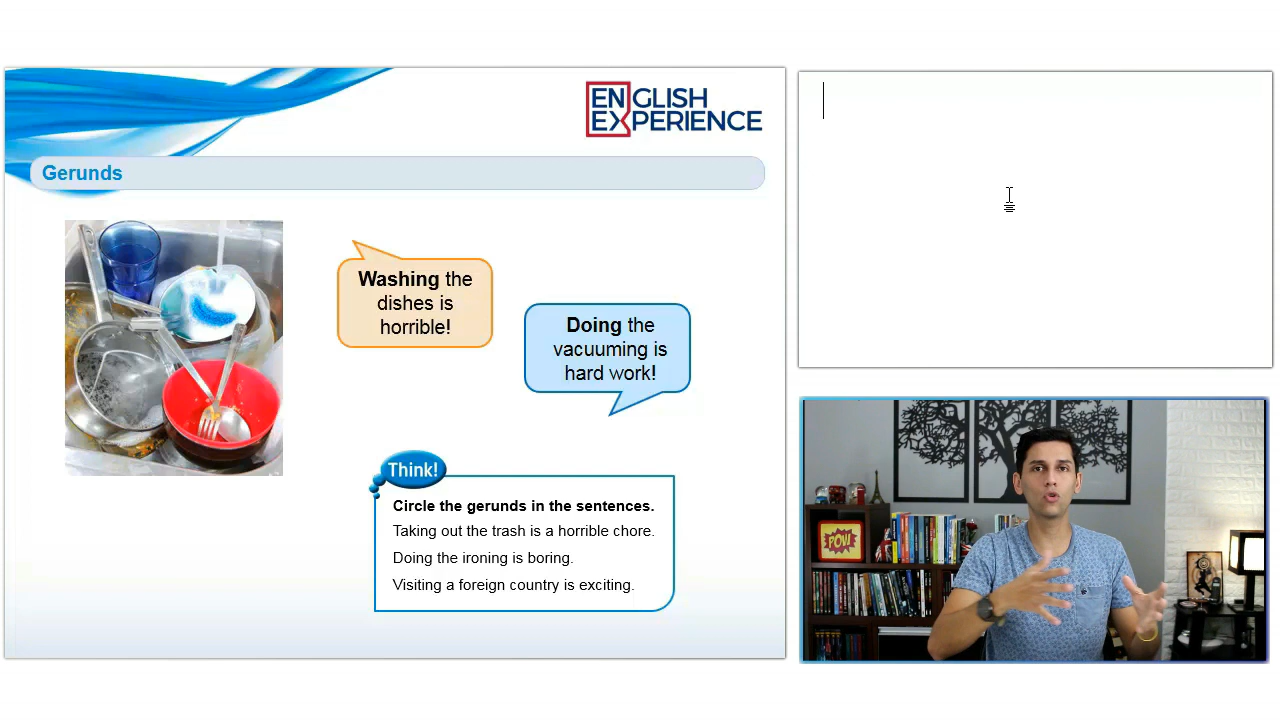 ENGLISH
EXPERIENCE
Gerunds
Washing the
dishes is
horrible!
Doing the
vacuuming is
hard work!
Think!
Circle the gerunds in the sentences.
Taking out the trash is a horrible chore.
Doing the ironing is boring.
Visiting a foreign country is exciting.
POW!